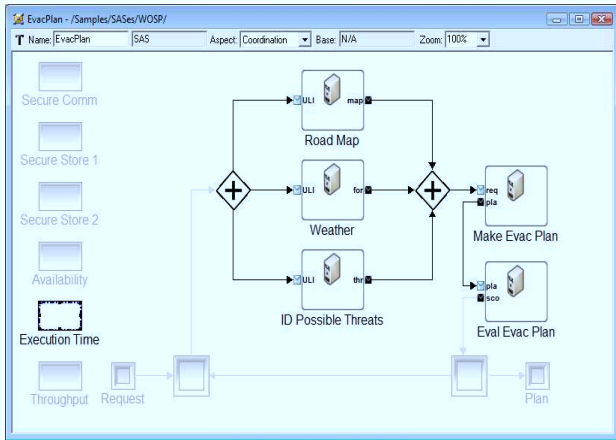 EvacPlan - /Samples/SASes/WOSP/
T Name: EvacPlan SAS Aspect: Coordination Base: N/A Zoom: 100%
Secure Comm
Secure Store 1
Secure Store 2
Availability
Execution Time
Throughput
Request
ULI map
Road Map
ULI for
Weather
ULI thr
ID Possible Threats
req
pla
Make Evac Plan
pla
sco
Eval Evac Plan
Plan